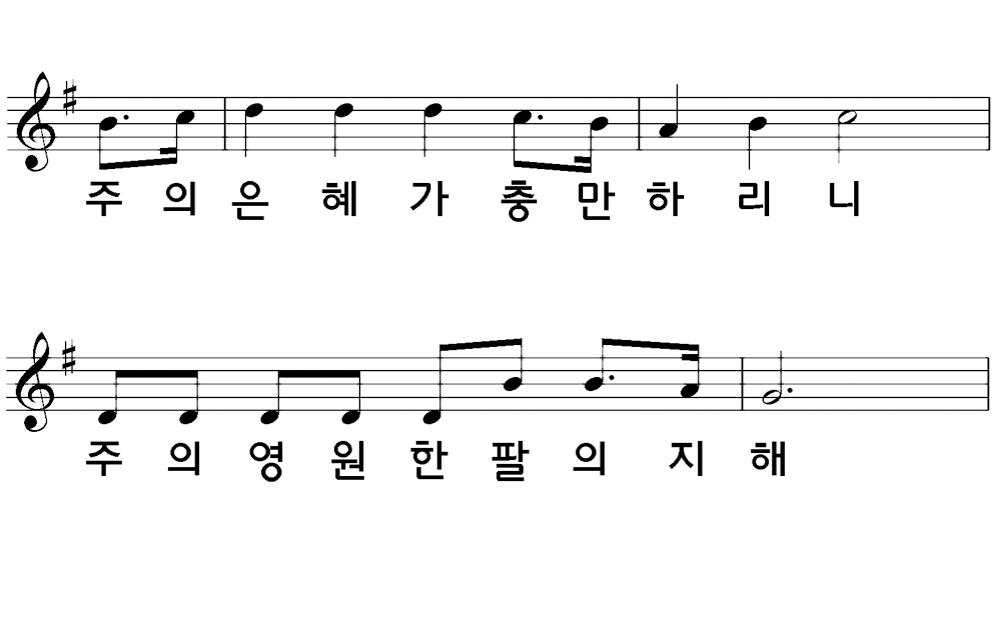 주 의 은 혜 가 충 만 하 리 니
주 의 영 원 한 팔 의 지 해